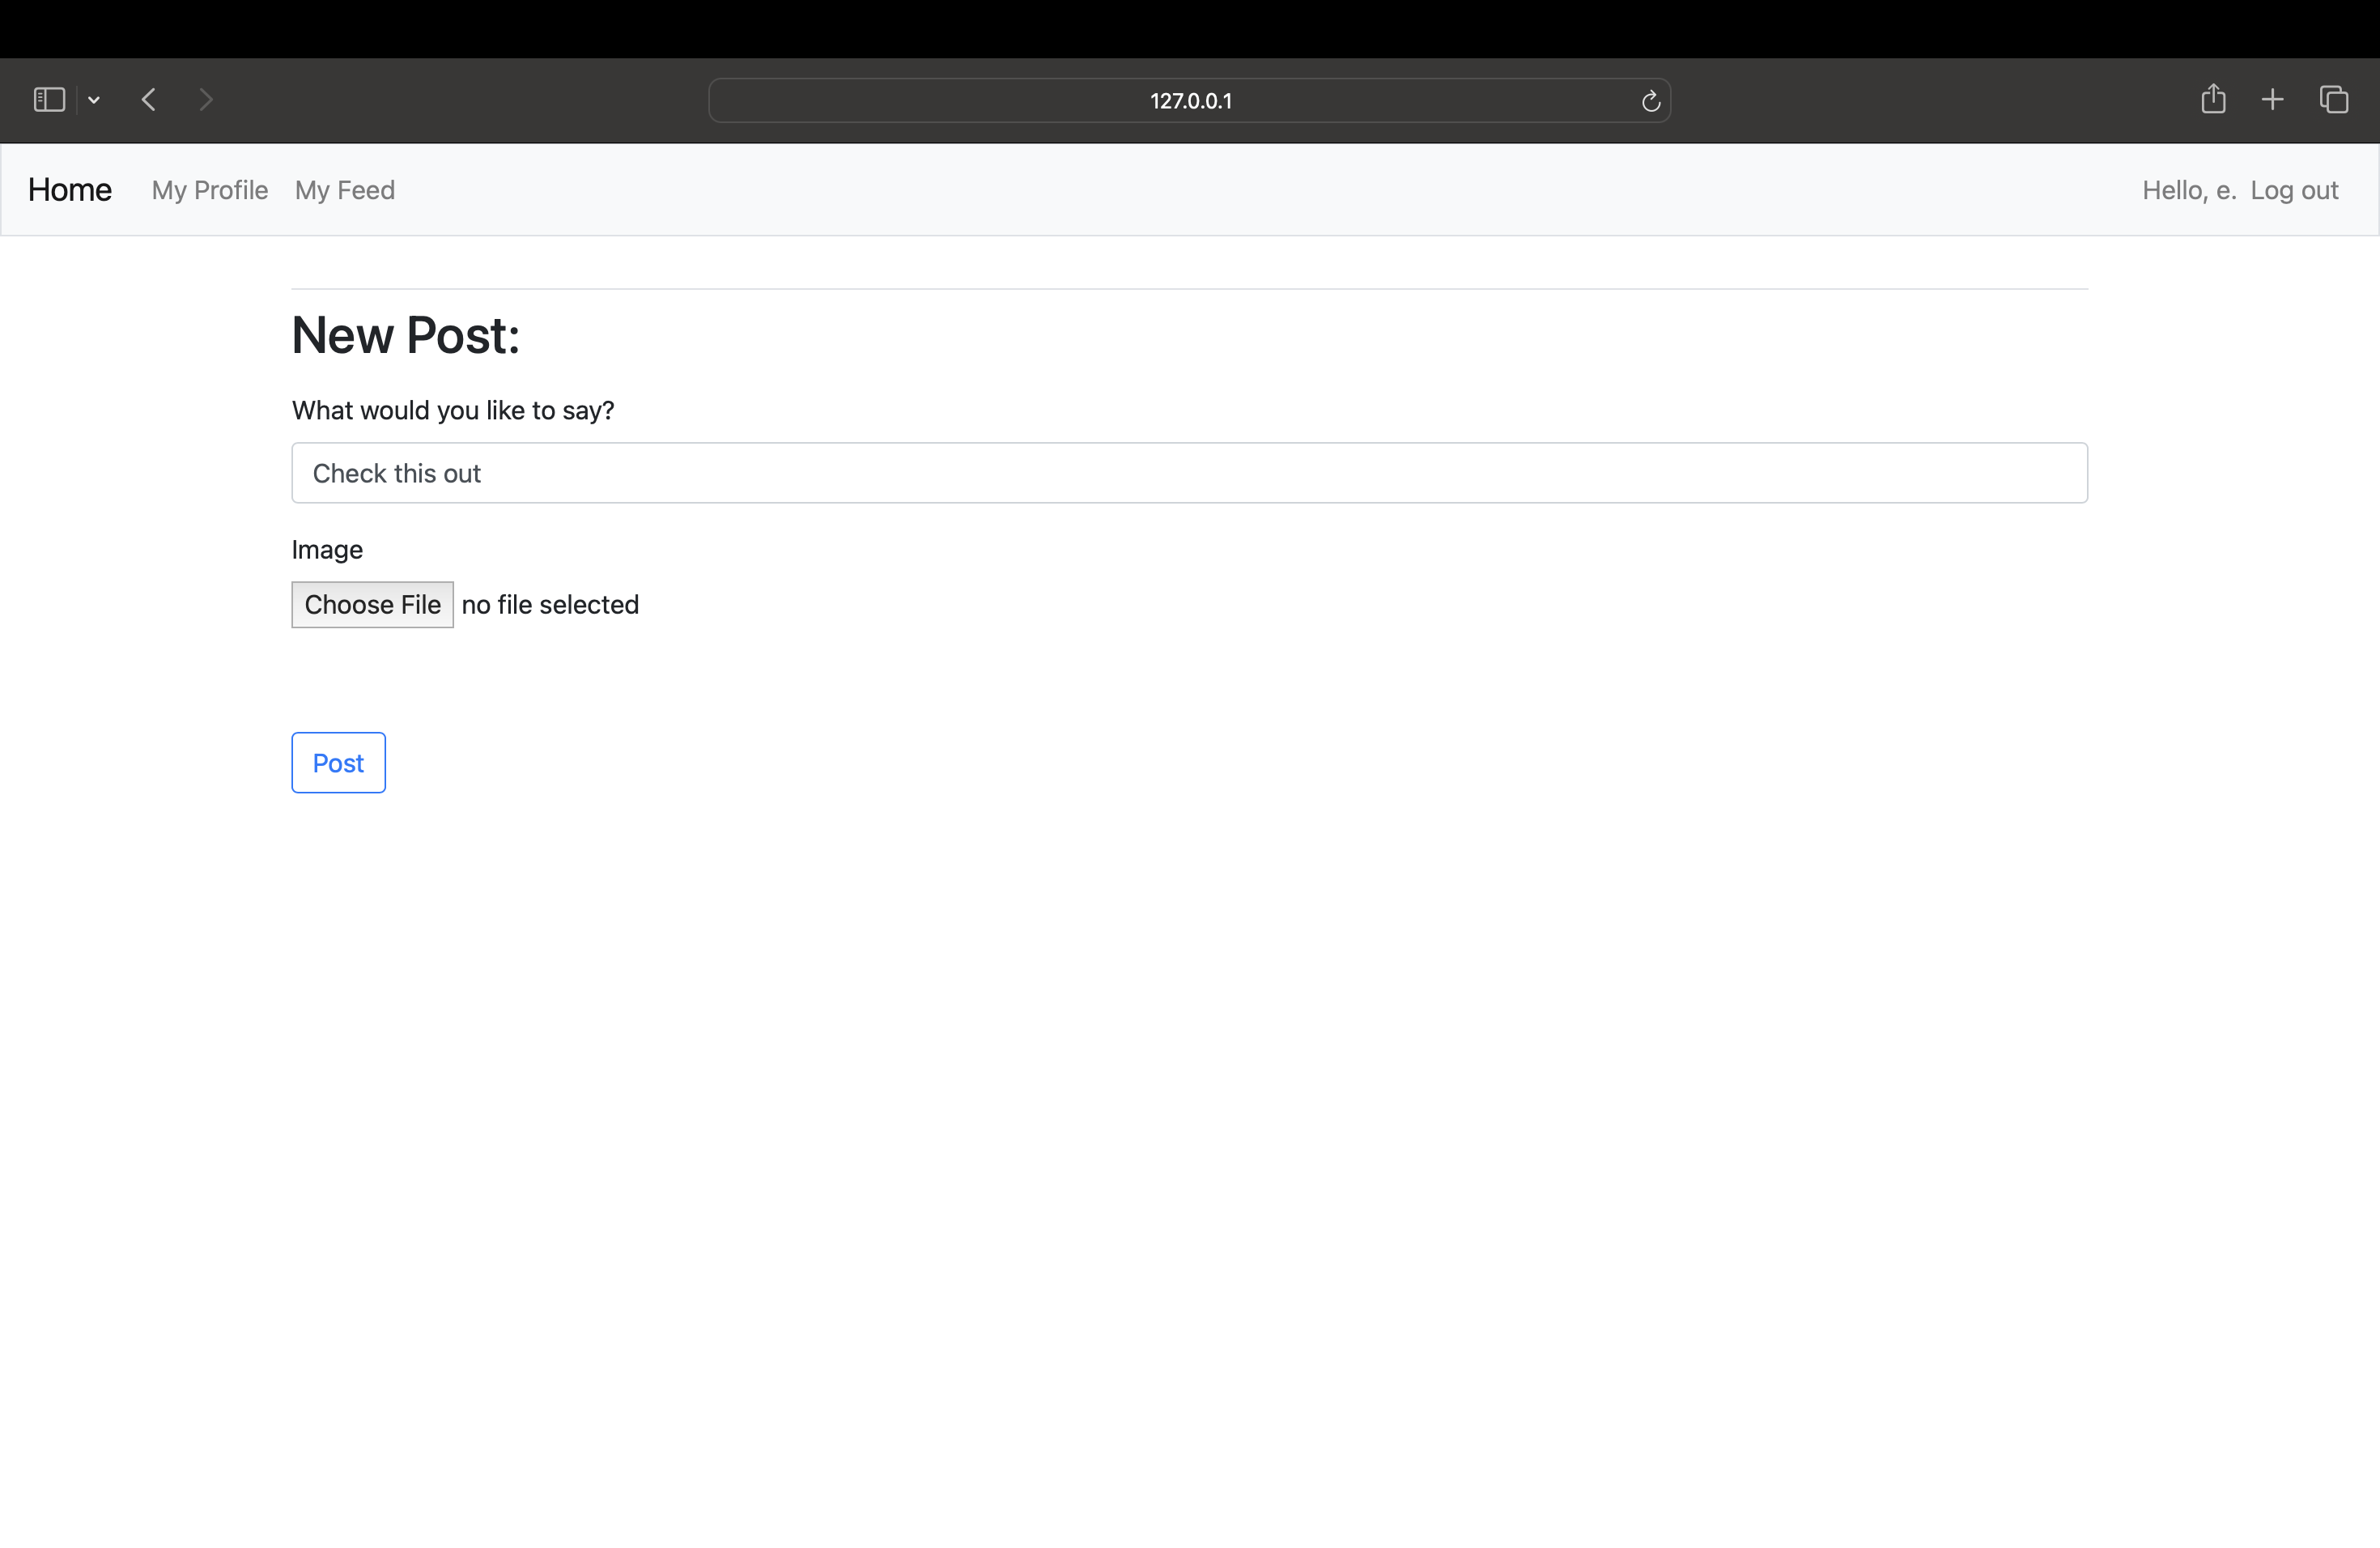 127.0.0.1
Home My Profile My Feed Hello, e. Log out
New Post:
What would you like to say?
Check this out
Image
Choose File no file selected
Post